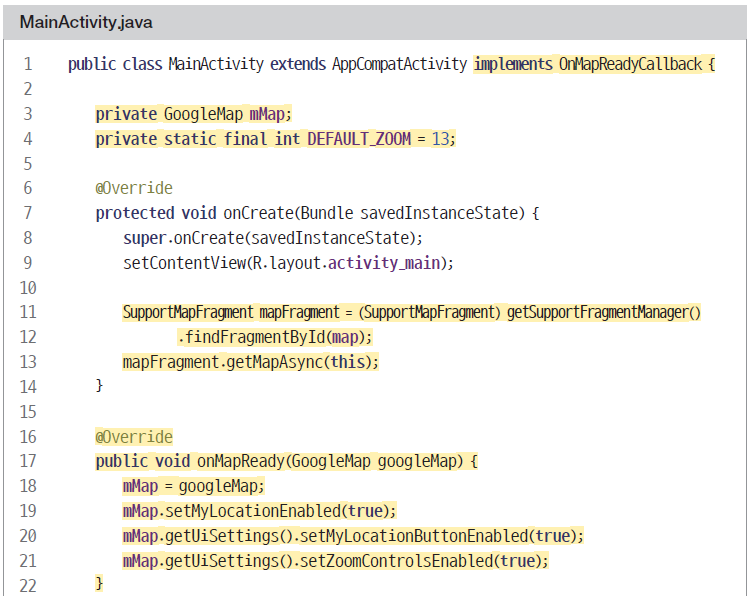 MainActivity.java
1 public class MainActivity extends AppCompatActivity implements OnMapReadyCallback {
2
3 private GoogleMap mMap;
4 private static final int DEFAULT_ZOOM = 13;
5
6 @Override
7 protected void onCreate(Bundle savedInstanceState) {
8 super.onCreate(savedInstanceState);
9 setContentView(R.layout.activity_main);
10
11 SupportMapFragment mapFragment = (SupportMapFragment) getSupportFragmentManager()
12 .findFragmentById(map);
13 mapFragment.getMapAsync(this);
14 }
15
16 @Override
17 public void onMapReady(GoogleMap googleMap) {
18 mMap = googleMap;
19 mMap.setMyLocationEnabled(true);
20 mMap.getUiSettings().setMyLocationButtonEnabled(true);
21 mMap.getUiSettings().setZoomControlsEnabled(true);
22 }